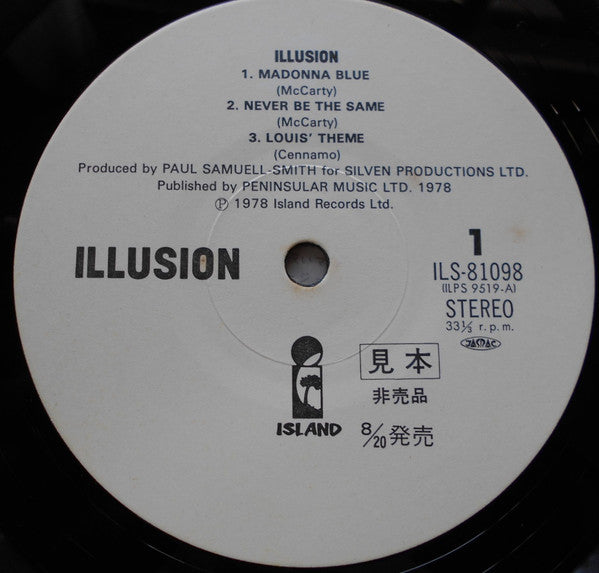 ILLUSION
1. MADONNA BLUE
(McCarty)
2. NEVER BE THE SAME
(McCarty)
3. LOUIS' THEME
(Cennamo)
Produced by PAUL SAMUELL-SMITH for SILVEN PRODUCTIONS LTD.
Published by PENINSULAR MUSIC LTD. 1978
℗ 1978 Island Records Ltd.
ILLUSION
1
ILS-81098
(ILPS 9519-A)
STEREO
33⅓ r.p.m.
JASRAC
i
ISLAND
見本
非売品
8/20発売